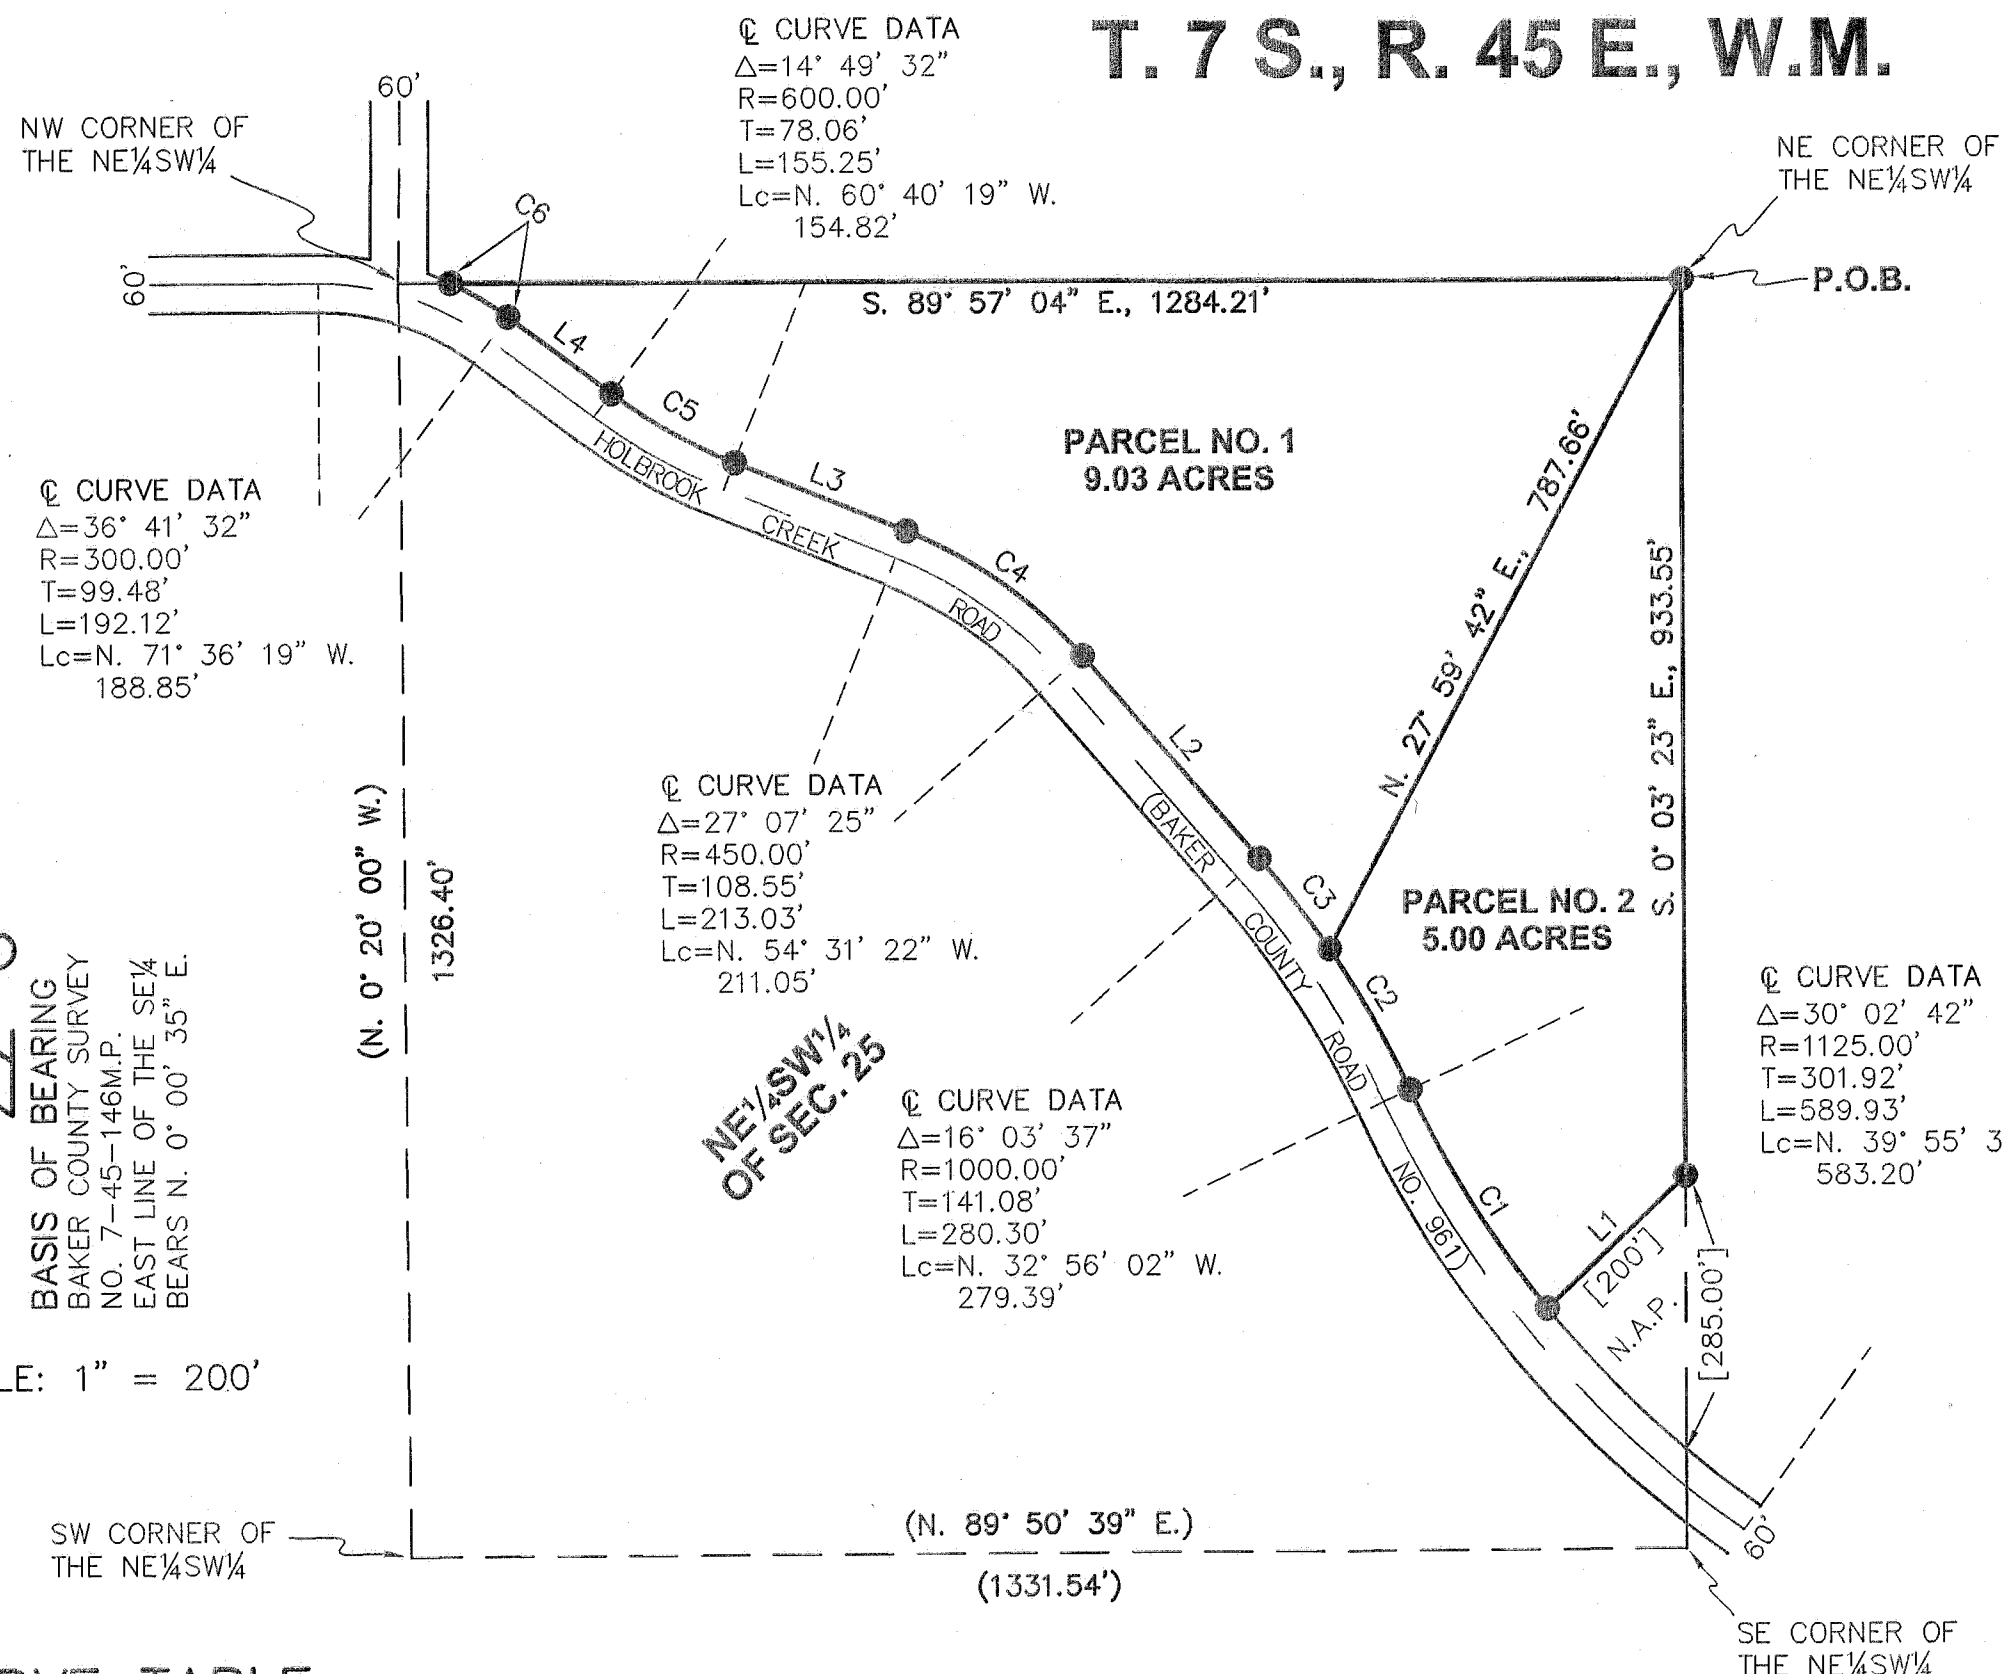 T. 7 S., R. 45 E., W.M.
℄ CURVE DATA
Δ=14° 49' 32"
R=600.00'
T=78.06'
L=155.25'
Lc=N. 60° 40' 19" W.
154.82'
60'
NW CORNER OF
THE NE¼SW¼
NE CORNER OF
THE NE¼SW¼
C6
60'
P.O.B.
S. 89° 57' 04" E., 1284.21'
L4
C5
L3
HOLBROOK
CREEK
ROAD
C4
PARCEL NO. 1
9.03 ACRES
N. 27° 59' 42" E., 787.66'
S. 0° 03' 23" E., 933.55'
℄ CURVE DATA
Δ=36° 41' 32"
R=300.00'
T=99.48'
L=192.12'
Lc=N. 71° 36' 19" W.
188.85'
L2
℄ CURVE DATA
Δ=27° 07' 25"
R=450.00'
T=108.55'
L=213.03'
Lc=N. 54° 31' 22" W.
211.05'
(N. 0° 20' 00" W.)
1326.40'
(BAKER
COUNTY
ROAD
NO. 961)
C3
C2
PARCEL NO. 2
5.00 ACRES
BASIS OF BEARING
BAKER COUNTY SURVEY
NO. 7-45-146M.P.
EAST LINE OF THE SE¼
BEARS N. 0° 00' 35" E.
℄ CURVE DATA
Δ=30° 02' 42"
R=1125.00'
T=301.92'
L=589.93'
Lc=N. 39° 55' 3
583.20'
NE¼SW¼
OF SEC. 25
℄ CURVE DATA
Δ=16° 03' 37"
R=1000.00'
T=141.08'
L=280.30'
Lc=N. 32° 56' 02" W.
279.39'
C1
L1
[200']
N.A.P.
[285.00']
LE: 1" = 200'
60'
SW CORNER OF
THE NE¼SW¼
(N. 89° 50' 39" E.)
(1331.54')
SE CORNER OF
THE NE¼SW¼
TABLE